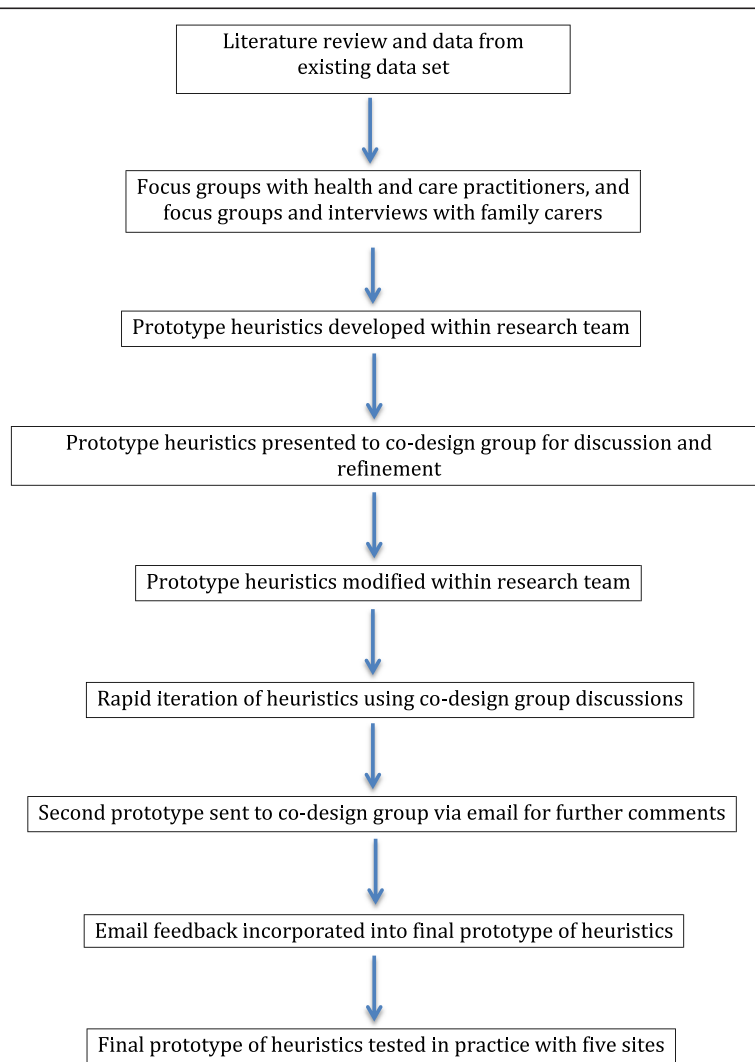 Literature review and data from
existing data set
Focus groups with health and care practitioners, and
focus groups and interviews with family carers
Prototype heuristics developed within research team
Prototype heuristics presented to co-design group for discussion and
refinement
Prototype heuristics modified within research team
Rapid iteration of heuristics using co-design group discussions
Second prototype sent to co-design group via email for further comments
Email feedback incorporated into final prototype of heuristics
Final prototype of heuristics tested in practice with five sites